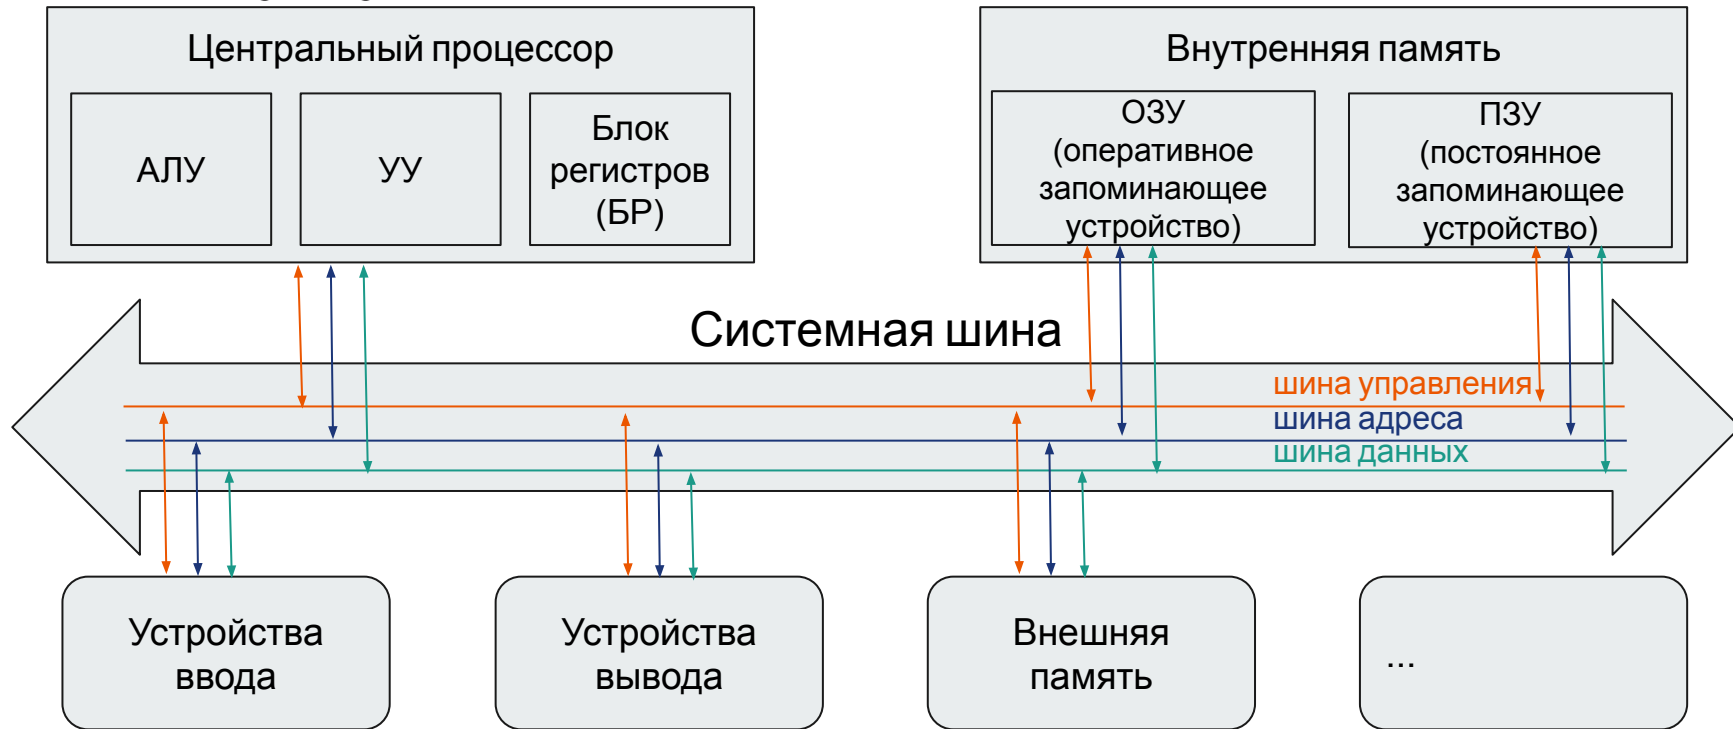 Центральный процессор
АЛУ
УУ
Блок
регистров
(БР)
Внутренняя память
ОЗУ
(оперативное
запоминающее
устройство)
ПЗУ
(постоянное
запоминающее
устройство)
Системная шина
шина управления
шина адреса
шина данных
Устройства
ввода
Устройства
вывода
Внешняя
память
...